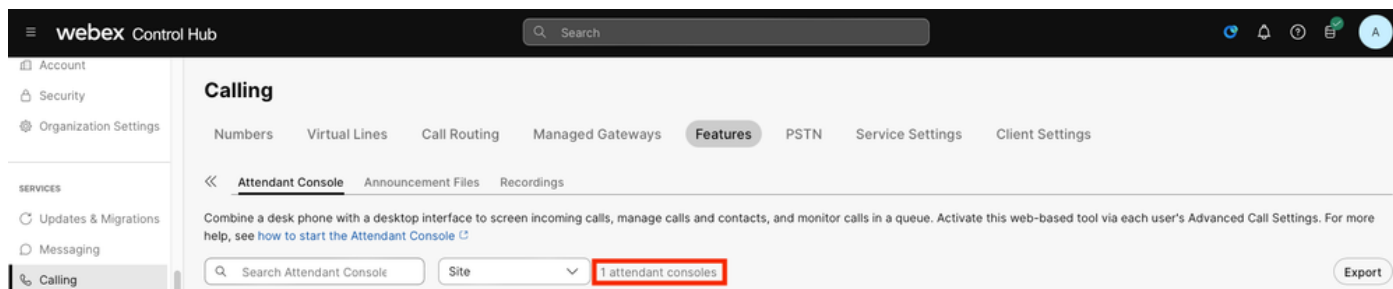 webex Control Hub
Search
A
Account
Security
Organization Settings
SERVICES
Updates & Migrations
Messaging
Calling
Calling
Numbers Virtual Lines Call Routing Managed Gateways Features PSTN Service Settings Client Settings
Attendant Console Announcement Files Recordings
Combine a desk phone with a desktop interface to screen incoming calls, manage calls and contacts, and monitor calls in a queue. Activate this web-based tool via each user's Advanced Call Settings. For more
help, see how to start the Attendant Console
Search Attendant Console Site 1 attendant consoles Export